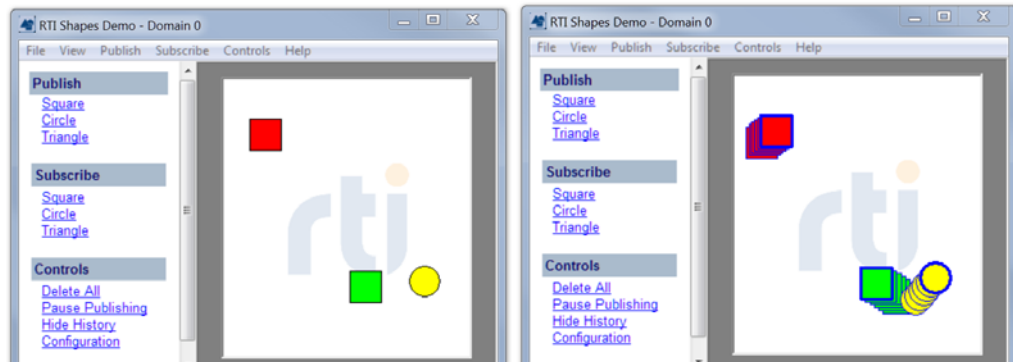 RTI Shapes Demo - Domain 0
File View Publish Subscribe Controls Help
Publish
Square
Circle
Triangle
Subscribe
Square
Circle
Triangle
Controls
Delete All
Pause Publishing
Hide History
Configuration
rti
RTI Shapes Demo - Domain 0
File View Publish Subscribe Controls Help
Publish
Square
Circle
Triangle
Subscribe
Square
Circle
Triangle
Controls
Delete All
Pause Publishing
Hide History
Configuration
rti